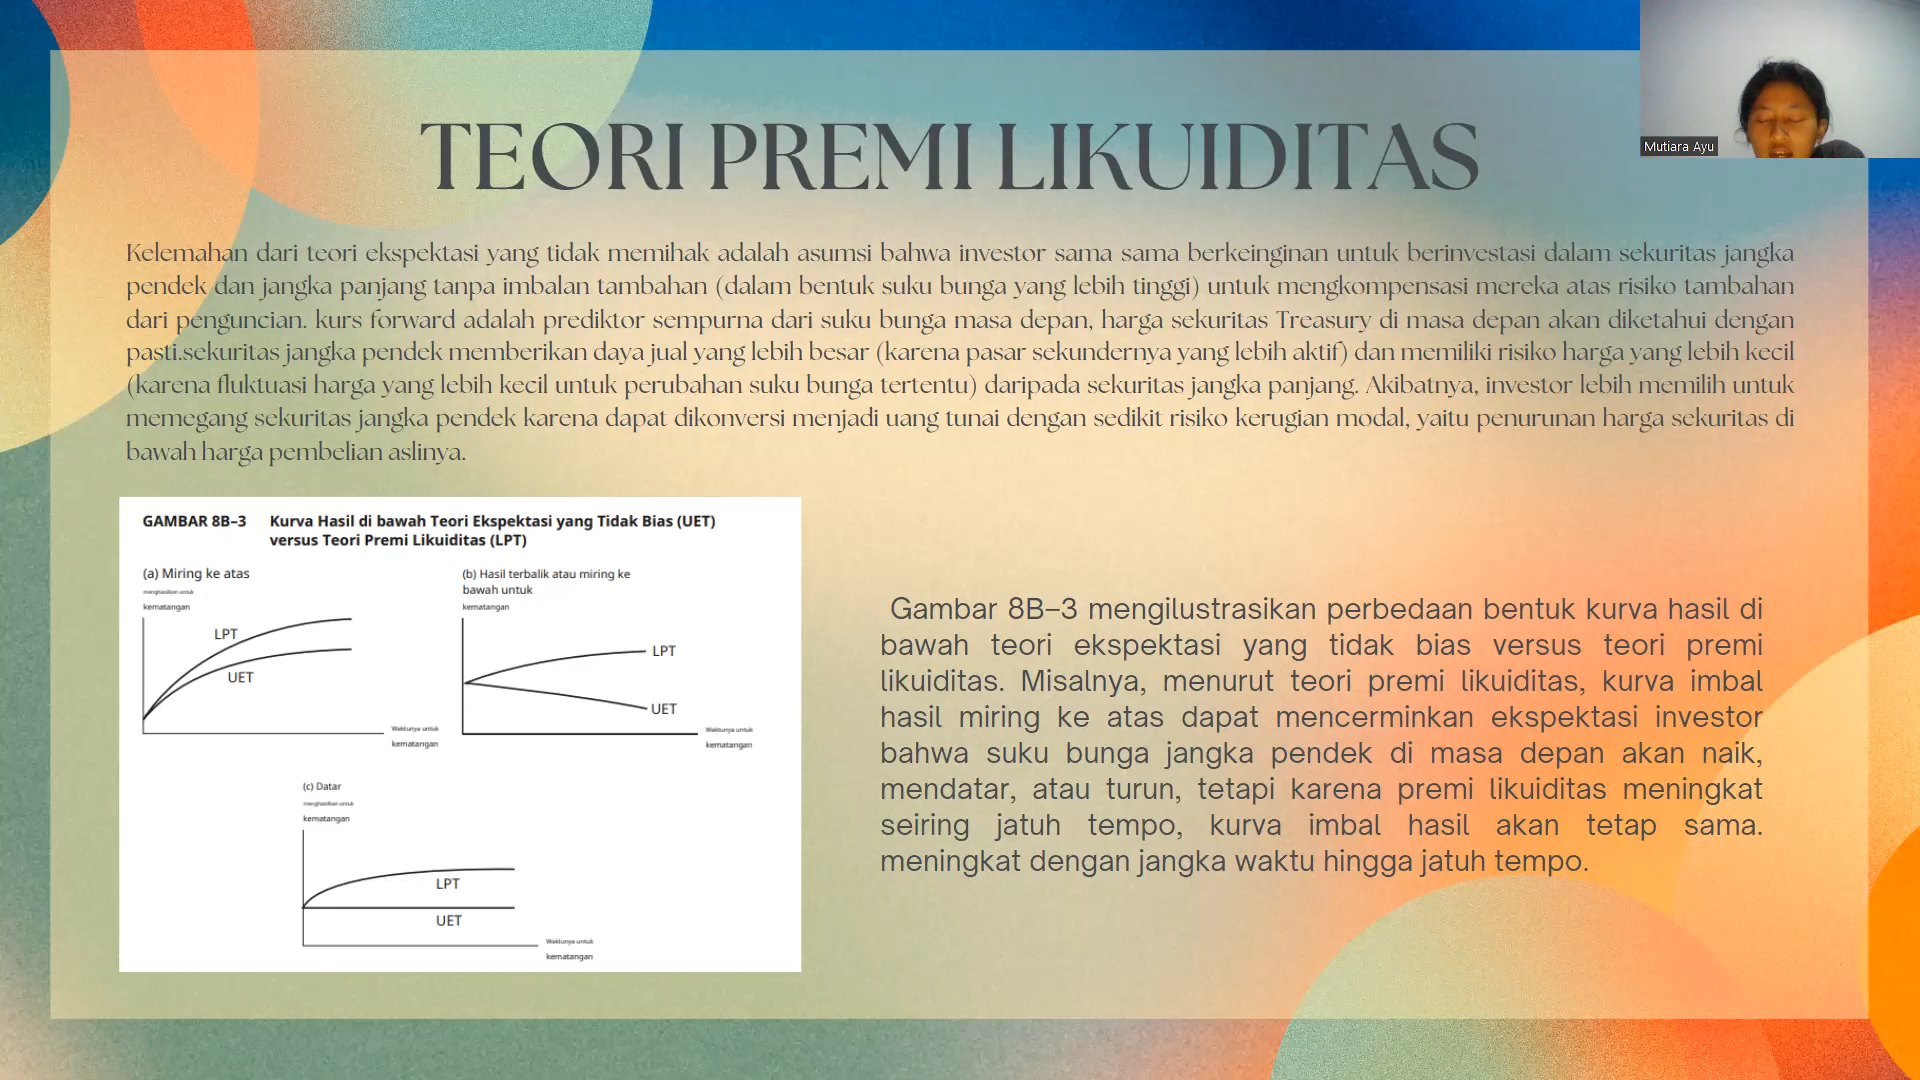 TEORI PREMI LIKUIDITAS
Mutiara Ayu
Kelemahan dari teori ekspektasi yang tidak memihak adalah asumsi bahwa investor sama sama berkeinginan untuk berinvestasi dalam sekuritas jangka
pendek dan jangka panjang tanpa imbalan tambahan (dalam bentuk suku bunga yang lebih tinggi) untuk mengkompensasi mereka atas risiko tambahan
dari penguncian. kurs forward adalah prediktor sempurna dari suku bunga masa depan, harga sekuritas Treasury di masa depan akan diketahui dengan
pasti.sekuritas jangka pendek memberikan daya jual yang lebih besar (karena pasar sekundernya yang lebih aktif) dan memiliki risiko harga yang lebih kecil
(karena fluktuasi harga yang lebih kecil untuk perubahan suku bunga tertentu) daripada sekuritas jangka panjang. Akibatnya, investor lebih memilih untuk
memegang sekuritas jangka pendek karena dapat dikonversi menjadi uang tunai dengan sedikit risiko kerugian modal, yaitu penurunan harga sekuritas di
bawah harga pembelian aslinya.
GAMBAR 8B–3 Kurva Hasil di bawah Teori Ekspektasi yang Tidak Bias (UET)
versus Teori Premi Likuiditas (LPT)
(a) Miring ke atas
menghasilkan untuk
kematangan
LPT
UET
Waktunya untuk
kematangan
(b) Hasil terbalik atau miring ke
bawah untuk
kematangan
LPT
UET
Waktunya untuk
kematangan
(c) Datar
menghasilkan untuk
kematangan
LPT
UET
Waktunya untuk
kematangan
Gambar 8B–3 mengilustrasikan perbedaan bentuk kurva hasil di
bawah teori ekspektasi yang tidak bias versus teori premi
likuiditas. Misalnya, menurut teori premi likuiditas, kurva imbal
hasil miring ke atas dapat mencerminkan ekspektasi investor
bahwa suku bunga jangka pendek di masa depan akan naik,
mendatar, atau turun, tetapi karena premi likuiditas meningkat
seiring jatuh tempo, kurva imbal hasil akan tetap sama.
meningkat dengan jangka waktu hingga jatuh tempo.